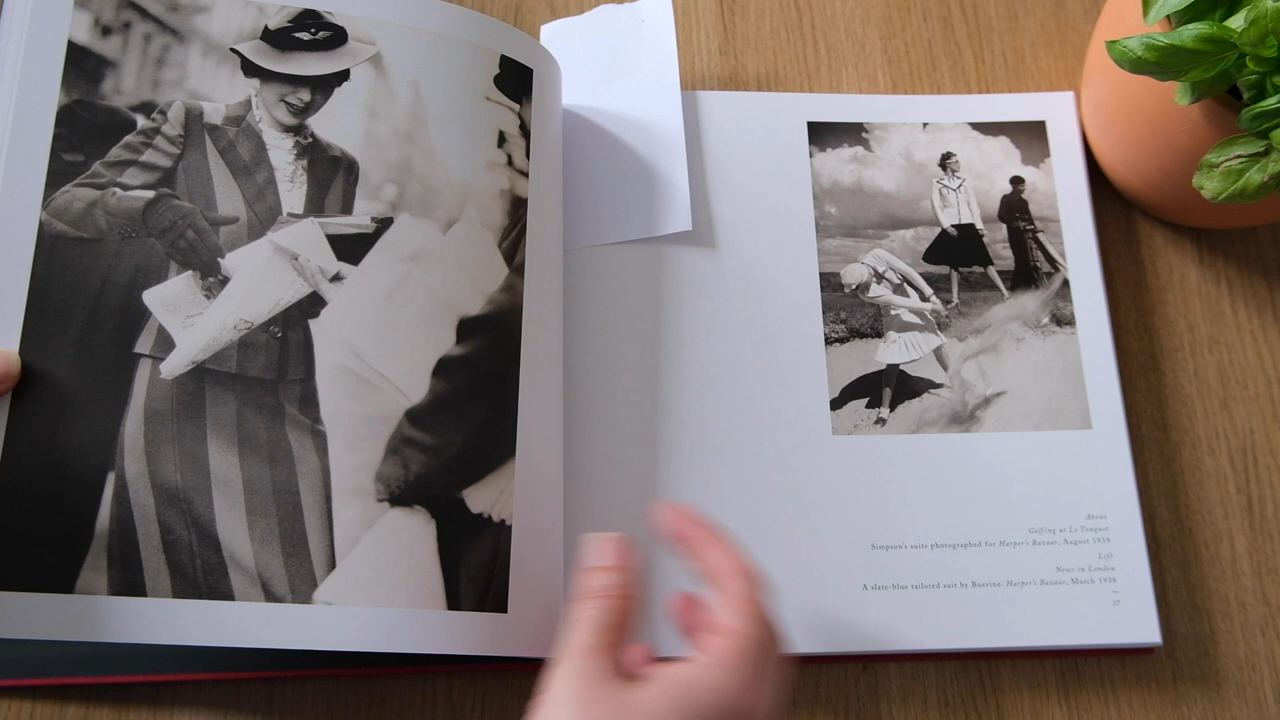 Above
Golfing at Le Touquet
Simpson's suits photographed for Harper's Bazaar, August 1939
Left
News in London
A slate-blue tailored suit by Busvine. Harper's Bazaar, March 1938
—
37